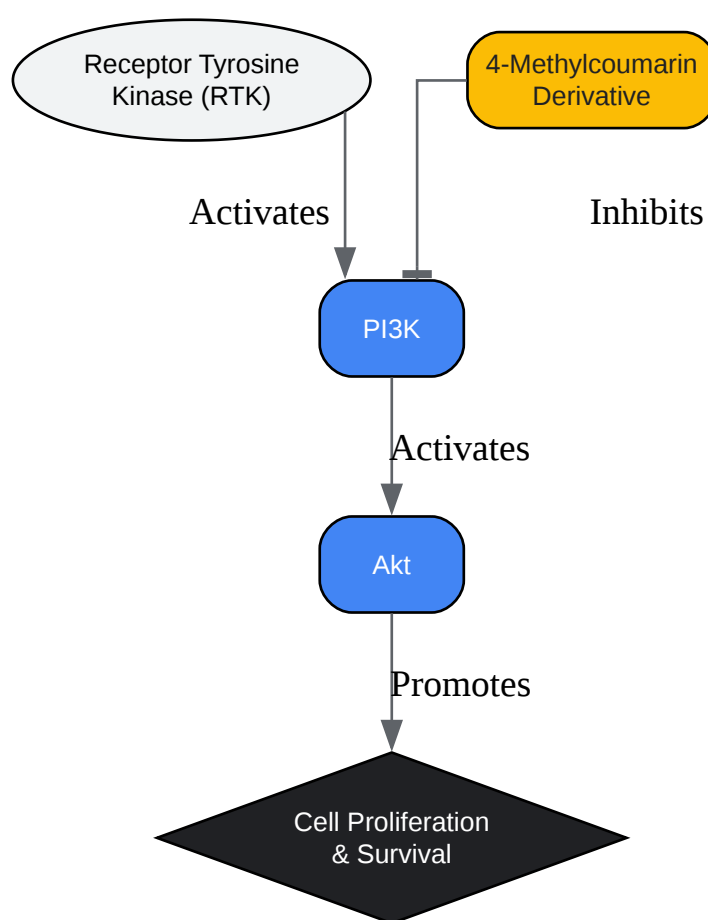 Receptor Tyrosine
Kinase (RTK)
4-Methylcoumarin
Derivative
Activates
Inhibits
PI3K
Activates
Akt
Promotes
Cell Proliferation
& Survival